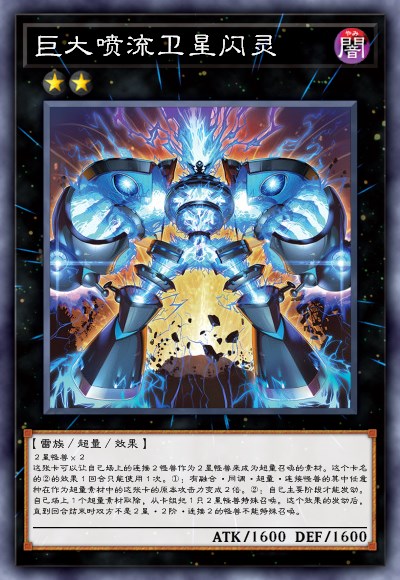 巨大喷流卫星闪灵
やみ
闇
【雷族/超量/效果】
2星怪兽×2
这张卡可以让自己场上的连接2怪兽作为2星怪兽来成为超量召唤的素材。这个卡名
的②的效果1回合只能使用1次。①：有融合·同调·超量·连接怪兽的其中任意
种在作为超量素材中的这张卡的原本攻击力变成2倍。②：自己主要阶段才能发动。
自己场上1个超量素材取除，从卡组把1只2星怪兽特殊召唤。这个效果的发动后，
直到回合结束时双方不是2星·2阶·连接2的怪兽不能特殊召唤。
ATK/1600 DEF/1600